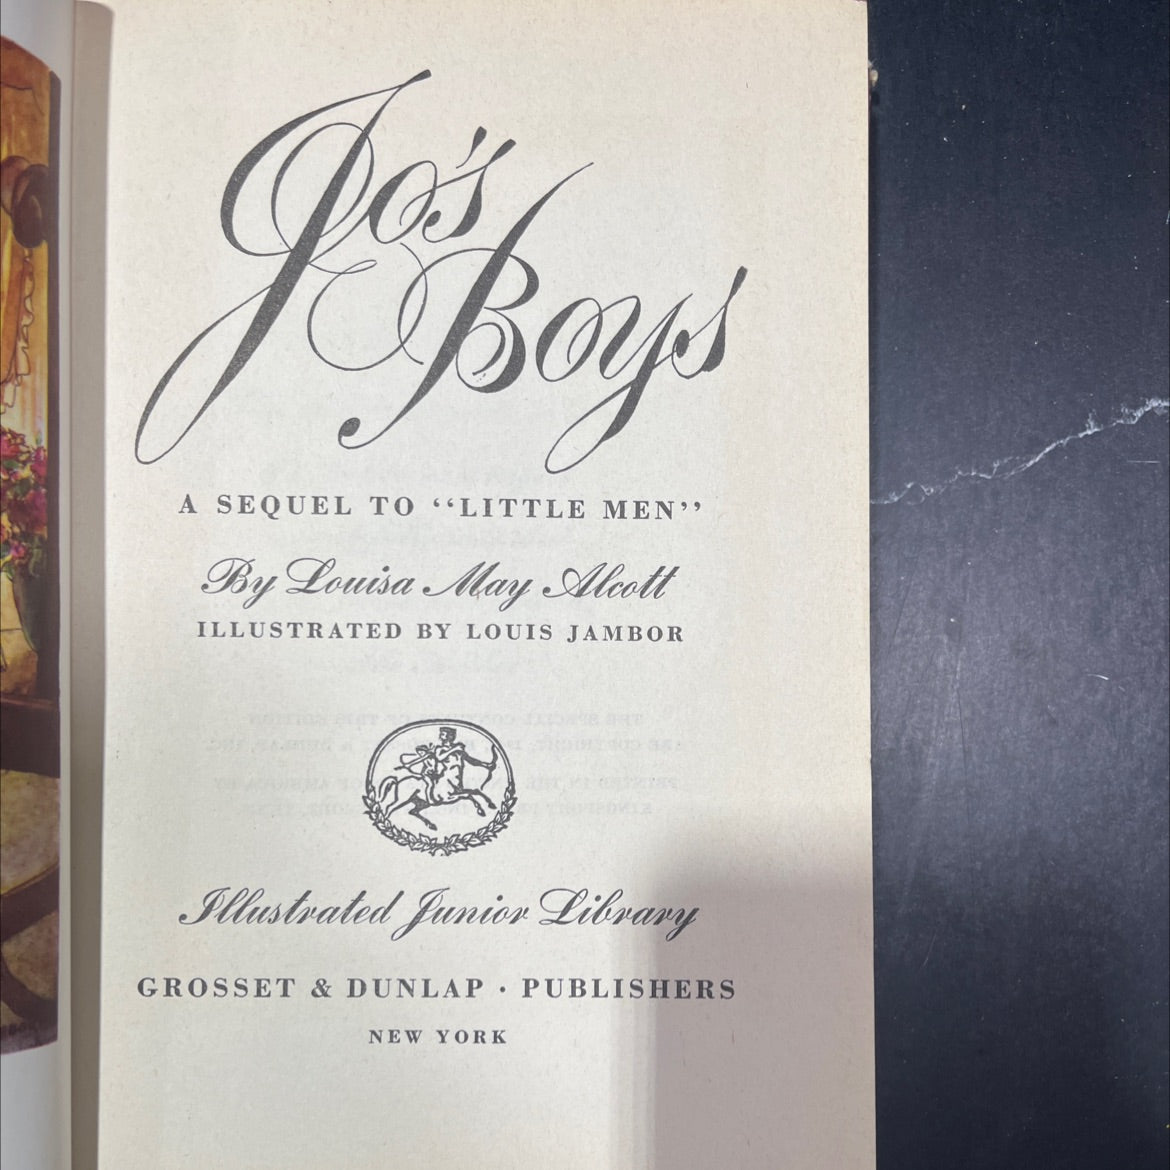 Jo's
Boys
A SEQUEL TO “LITTLE MEN”
By Louisa May Alcott
ILLUSTRATED BY LOUIS JAMBOR
Illustrated Junior Library
GROSSET & DUNLAP · PUBLISHERS
NEW YORK